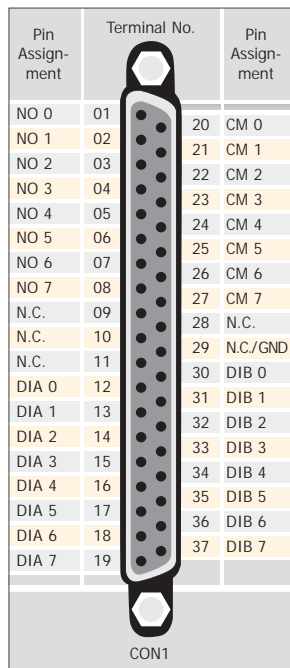 Pin Assign-ment Terminal No. Pin Assign-ment
NO 0 01
20 CM 0
NO 1 02
21 CM 1
NO 2 03
22 CM 2
NO 3 04
23 CM 3
NO 4 05
24 CM 4
NO 5 06
25 CM 5
NO 6 07
26 CM 6
NO 7 08
27 CM 7
N.C. 09
28 N.C.
N.C. 10
29 N.C./GND
N.C. 11
30 DIB 0
DIA 0 12
31 DIB 1
DIA 1 13
32 DIB 2
DIA 2 14
33 DIB 3
DIA 3 15
34 DIB 4
DIA 4 16
35 DIB 5
DIA 5 17
36 DIB 6
DIA 6 18
37 DIB 7
DIA 7 19
CON1